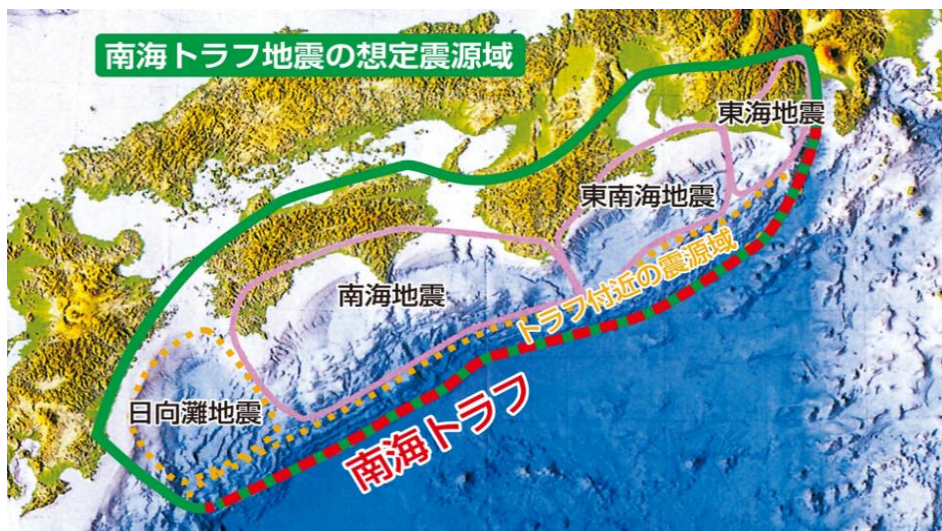 南海トラフ地震の想定震源域
東海地震
東南海地震
トラフ付近の震源域
南海地震
日向灘地震
南海トラフ